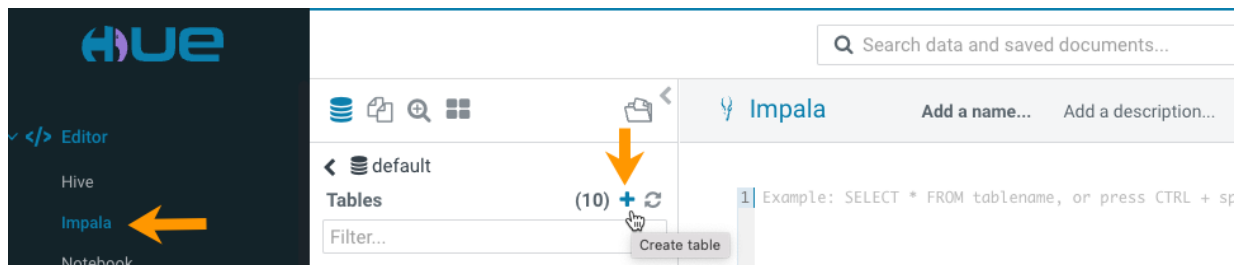 HUE
Search data and saved documents...
Impala
Add a name...
Add a description...
</> Editor
default
Hive
Tables (10)
1 Example: SELECT * FROM tablename, or press CTRL + sp
Impala
Filter...
Create table
Notebook